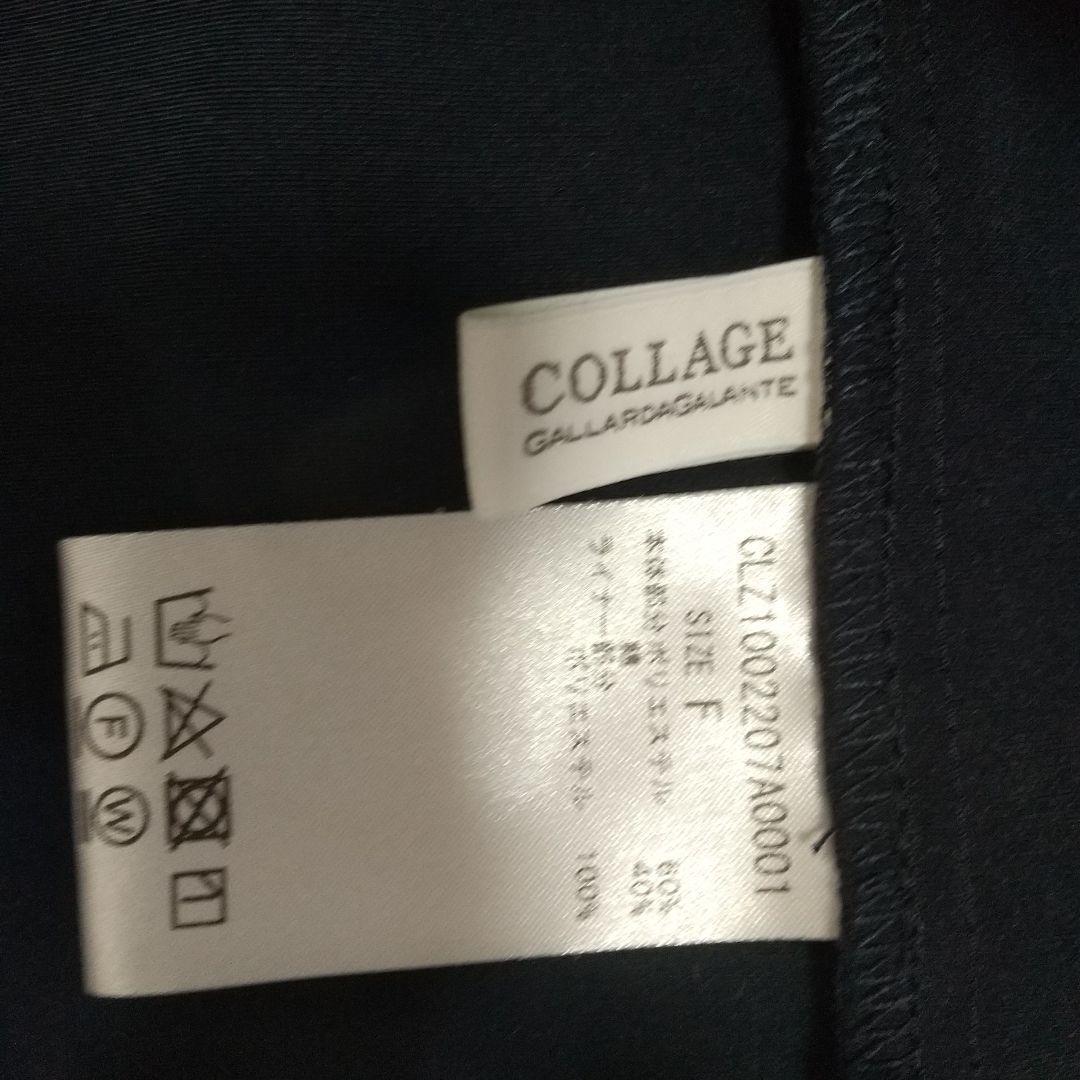 COLLAGE
GALLARDAGALANTE
GLZ1002207A0001
SIZE F
本体部分 ポリエステル 60%
綿 40%
ライナー部分
ポリエステル 100%
F
W